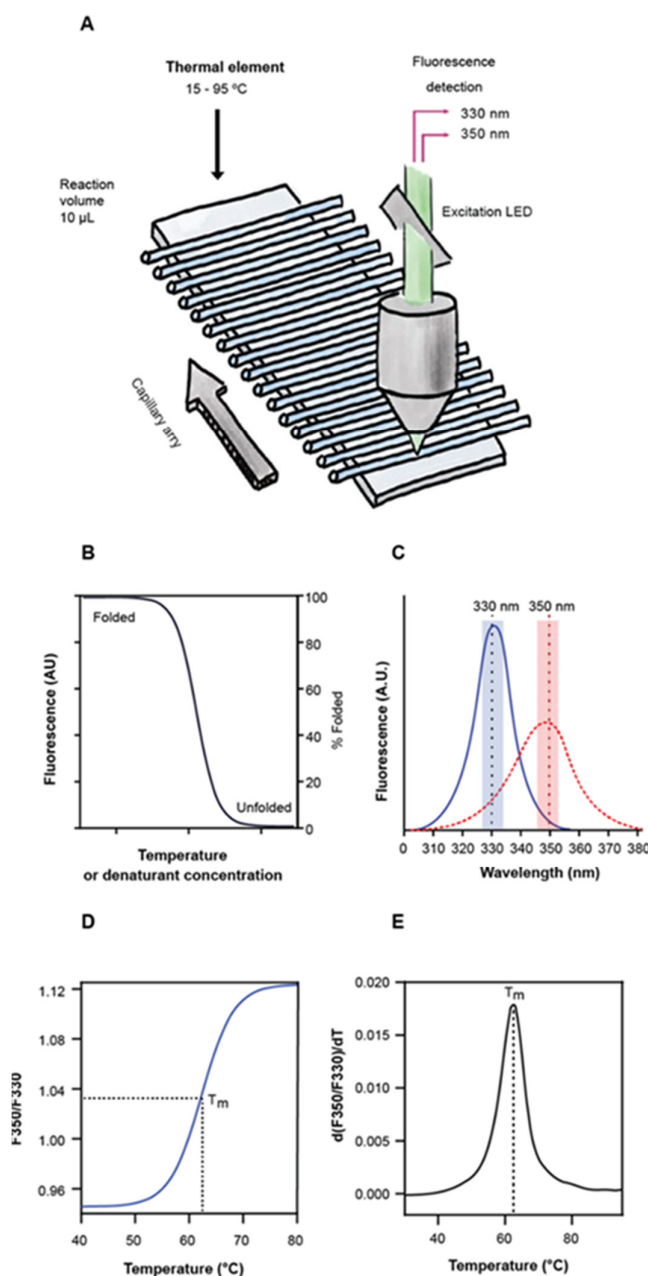 A
Thermal element
15 - 95 ºC
Fluorescence
detection
330 nm
350 nm
Reaction
volume
10 µL
Excitation LED
Capillary arry
B
Fluorescence (AU)
Folded
Unfolded
100
80
60
40
20
0
% Folded
Temperature
or denaturant concentration
C
330 nm
350 nm
Fluorescence (A.U.)
0 310 320 330 340 350 360 370 380
Wavelength (nm)
D
F350/F330
1.12
1.04
1.00
0.96
Tm
40 50 60 70 80
Temperature (°C)
E
d(F350/F330)/dT
0.020
0.015
0.010
0.005
0.000
Tm
40 60 80
Temperature (°C)